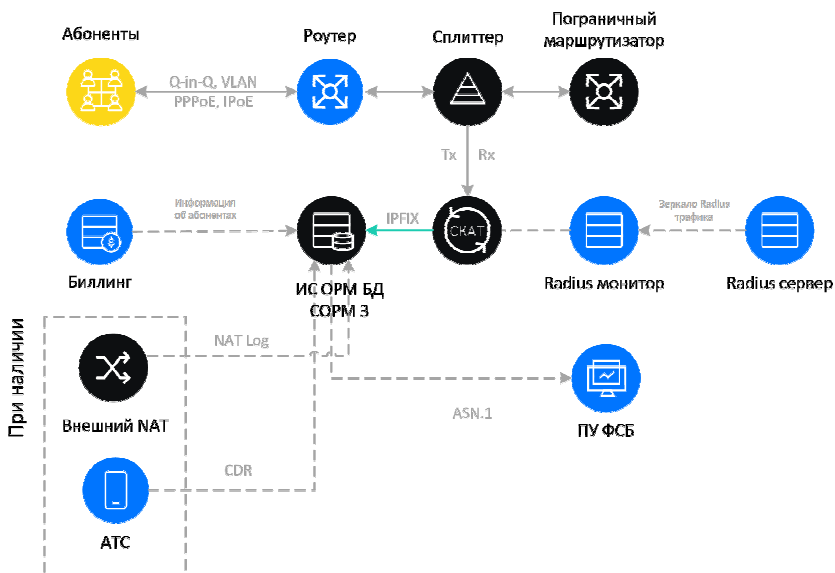 Абоненты
Роутер
Сплиттер
Пограничный
маршрутизатор
Q-in-Q, VLAN
PPPoE, IPoE
Tx
Rx
Информация
об абонентах
IPFIX
СКАТ
Зеркало Radius
трафика
Биллинг
ИС ОРМ БД
СОРМ 3
Radius монитор
Radius сервер
При наличии
NAT Log
Внешний NAT
ASN.1
ПУ ФСБ
CDR
АТС